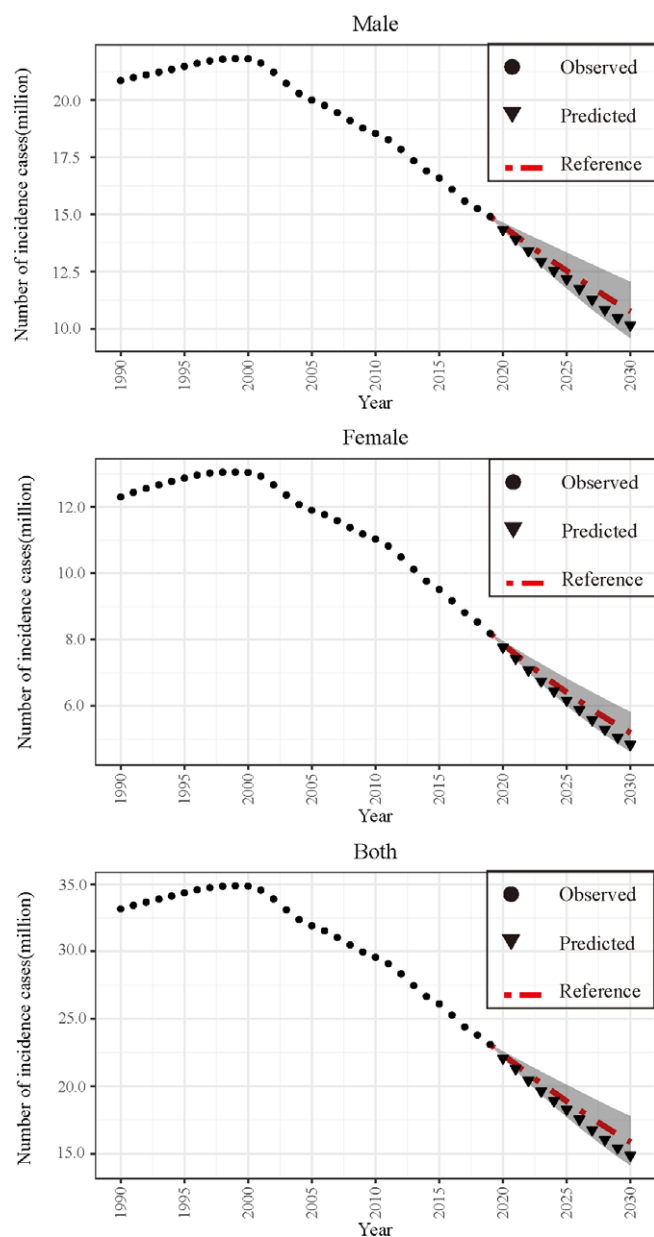 Male
Number of incidence cases(million)
20.0
17.5
15.0
12.5
10.0
Observed
Predicted
Reference
1990
1995
2000
2005
2010
2015
2020
2025
2030
Year
Female
Number of incidence cases(million)
12.0
10.0
8.0
6.0
Observed
Predicted
Reference
1990
1995
2000
2005
2010
2015
2020
2025
2030
Year
Both
Number of incidence cases(million)
35.0
30.0
25.0
20.0
15.0
Observed
Predicted
Reference
1990
1995
2000
2005
2010
2015
2020
2025
2030
Year